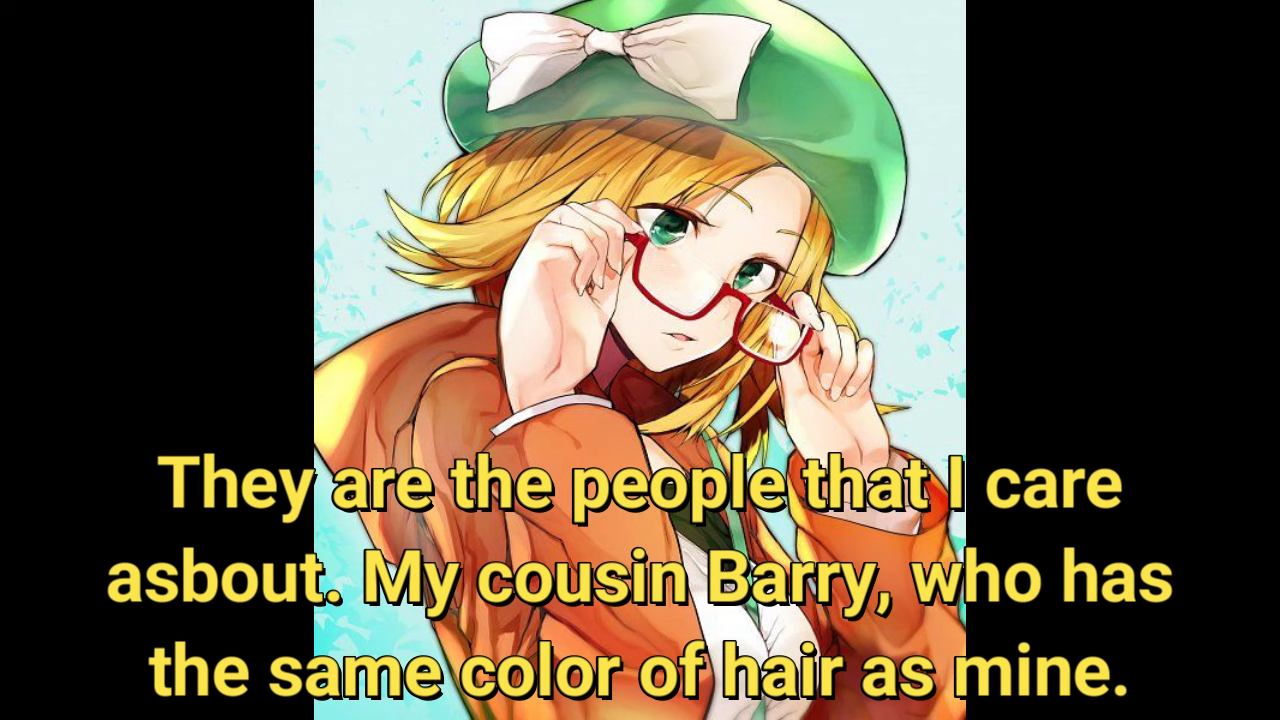 They are the people that I care
asbout. My cousin Barry, who has
the same color of hair as mine.